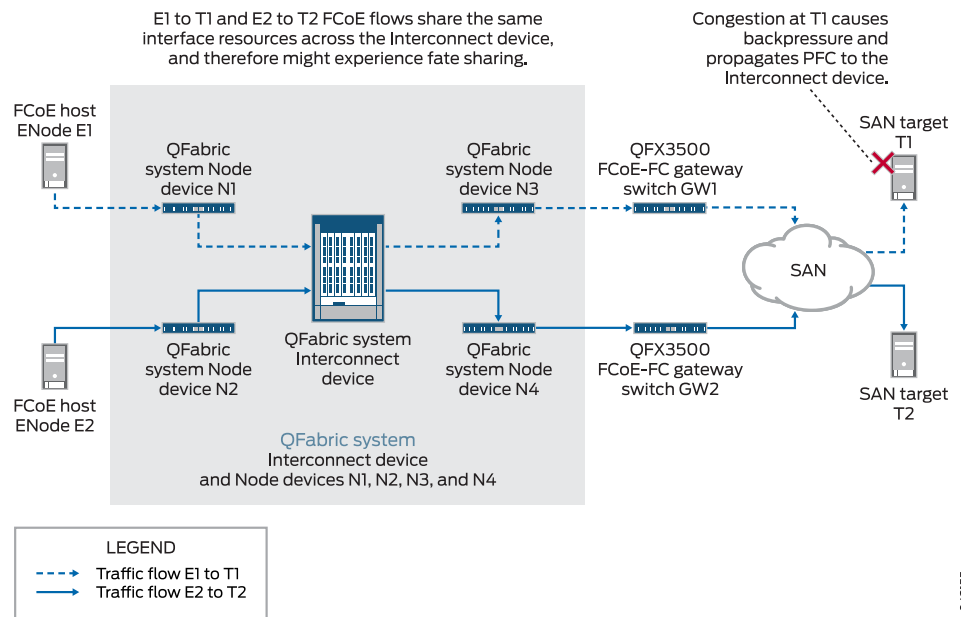 E1 to T1 and E2 to T2 FCoE flows share the same
interface resources across the Interconnect device,
and therefore might experience fate sharing.
Congestion at T1 causes
backpressure and
propagates PFC to the
Interconnect device.
FCoE host
ENode E1
QFabric
system Node
device N1
QFabric
system Node
device N3
QFX3500
FCoE-FC gateway
switch GW1
SAN target
T1
SAN
QFabric
system Node
device N2
QFabric system
Interconnect
device
QFabric
system Node
device N4
QFX3500
FCoE-FC gateway
switch GW2
FCoE host
ENode E2
SAN target
T2
QFabric system
Interconnect device
and Node devices N1, N2, N3, and N4
LEGEND
Traffic flow E1 to T1
Traffic flow E2 to T2